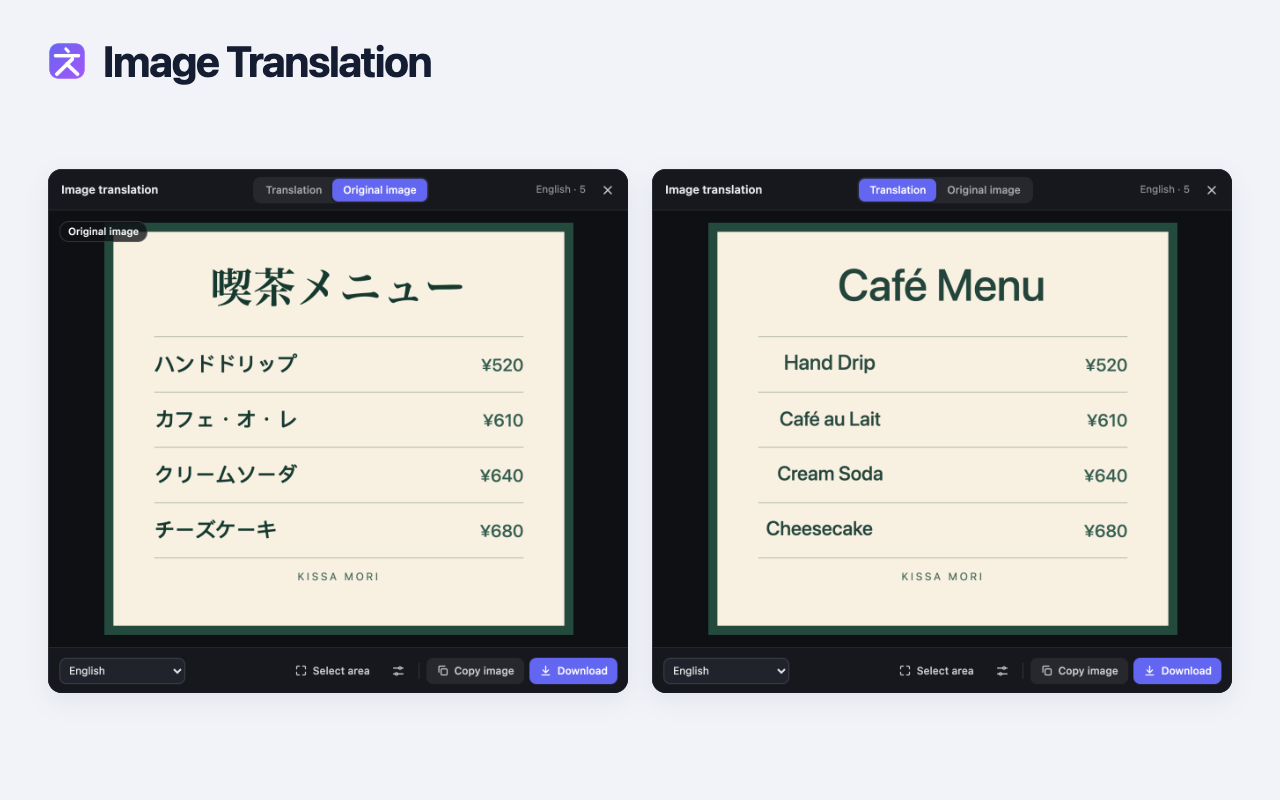 Image Translation
Image translation
Translation
Original image
English · 5
Original image
喫茶メニュー
ハンドドリップ ¥520
カフェ・オ・レ ¥610
クリームソーダ ¥640
チーズケーキ ¥680
KISSA MORI
English
Select area
Copy image
Download
Image translation
Translation
Original image
English · 5
Café Menu
Hand Drip ¥520
Café au Lait ¥610
Cream Soda ¥640
Cheesecake ¥680
KISSA MORI
English
Select area
Copy image
Download